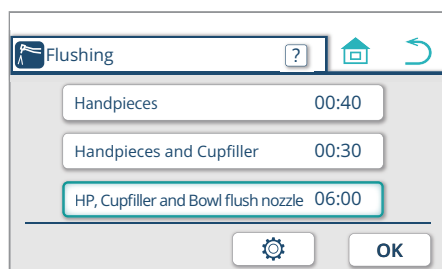 Flushing ?
Handpieces 00:40
Handpieces and Cupfiller 00:30
HP, Cupfiller and Bowl flush nozzle 06:00
OK